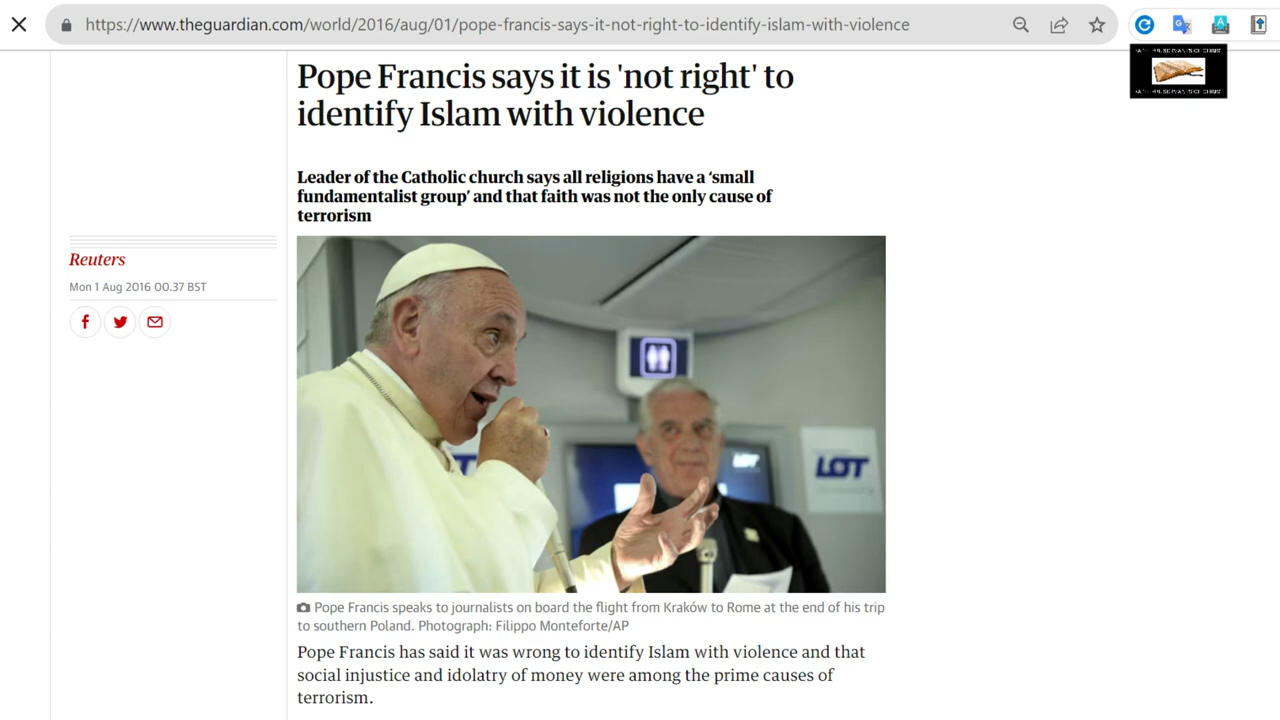 https://www.theguardian.com/world/2016/aug/01/pope-francis-says-it-not-right-to-identify-islam-with-violence
Pope Francis says it is 'not right' to
identify Islam with violence
Leader of the Catholic church says all religions have a ‘small
fundamentalist group’ and that faith was not the only cause of
terrorism
Reuters
Mon 1 Aug 2016 00.37 BST
LOT
LOT
Pope Francis speaks to journalists on board the flight from Kraków to Rome at the end of his trip
to southern Poland. Photograph: Filippo Monteforte/AP
Pope Francis has said it was wrong to identify Islam with violence and that
social injustice and idolatry of money were among the prime causes of
terrorism.